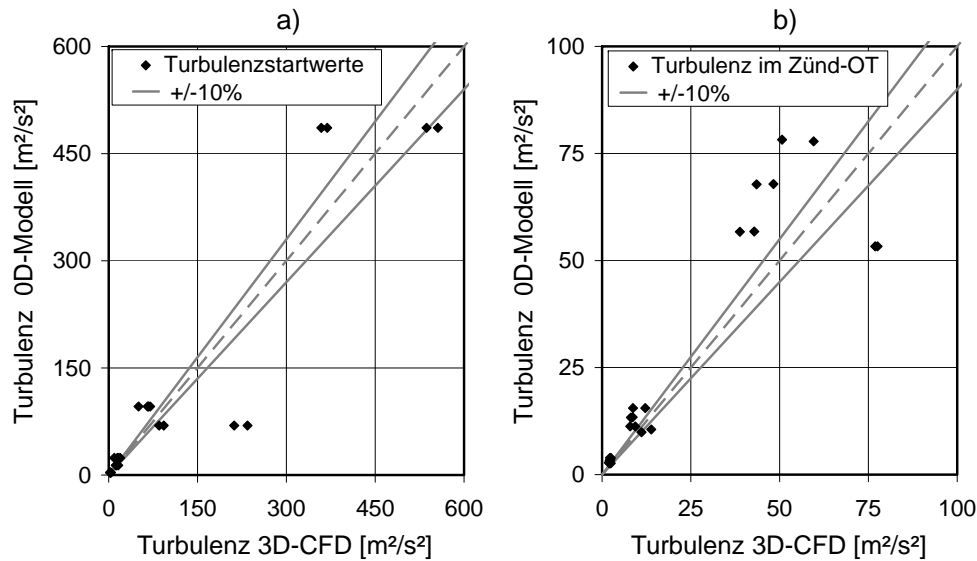 a)
600
450
300
150
0
0
150
300
450
600
Turbulenz 0D-Modell [m²/s²]
Turbulenz 3D-CFD [m²/s²]
Turbulenzstartwerte
+/-10%
b)
100
75
50
25
0
0
25
50
75
100
Turbulenz 0D-Modell [m²/s²]
Turbulenz 3D-CFD [m²/s²]
Turbulenz im Zünd-OT
+/-10%